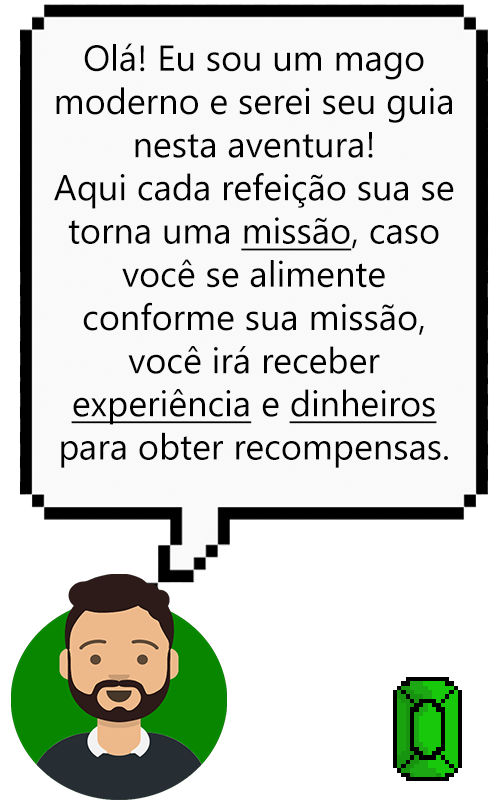 Olá! Eu sou um mago
moderno e serei seu guia
nesta aventura!
Aqui cada refeição sua se
torna uma missão, caso
você se alimente
conforme sua missão,
você irá receber
experiência e dinheiros
para obter recompensas.